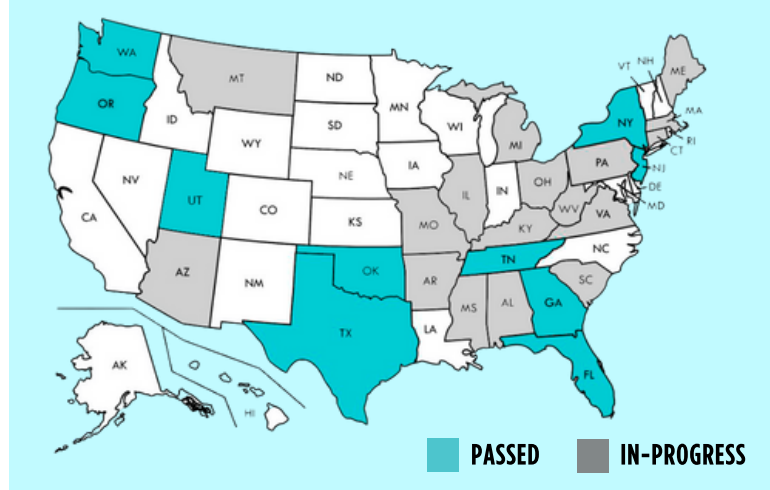 WA
OR
ID
MT
ND
SD
NE
WY
NV
CA
UT
CO
KS
AZ
NM
OK
TX
MN
IA
WI
MO
AR
LA
IL
IN
MI
OH
KY
TN
MS
AL
GA
FL
SC
NC
VA
WV
PA
NY
VT
NH
ME
MA
RI
CT
NJ
DE
MD
AK
HI
PASSED
IN-PROGRESS